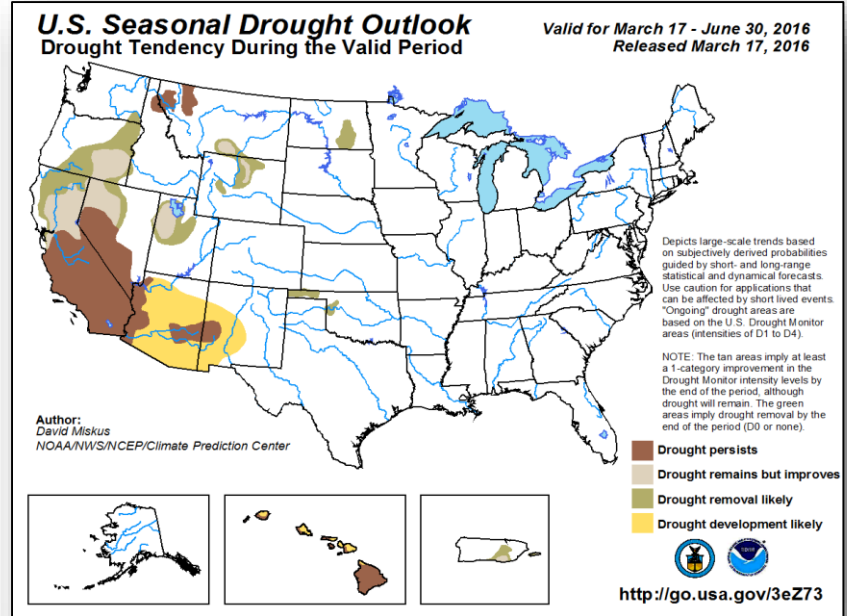 U.S. Seasonal Drought Outlook
Drought Tendency During the Valid Period
Valid for March 17 - June 30, 2016
Released March 17, 2016
Depicts large-scale trends based
on subjectively derived probabilities
guided by short- and long-range
statistical and dynamical forecasts.
Use caution for applications that
can be affected by short lived events.
"Ongoing" drought areas are
based on the U.S. Drought Monitor
areas (intensities of D1 to D4).
NOTE: The tan areas imply at least
a 1-category improvement in the
Drought Monitor intensity levels by
the end of the period, although
drought will remain. The green
areas imply drought removal by the
end of the period (D0 or none).
Author:
David Miskus
NOAA/NWS/NCEP/Climate Prediction Center
Drought persists
Drought remains but improves
Drought removal likely
Drought development likely
http://go.usa.gov/3eZ73